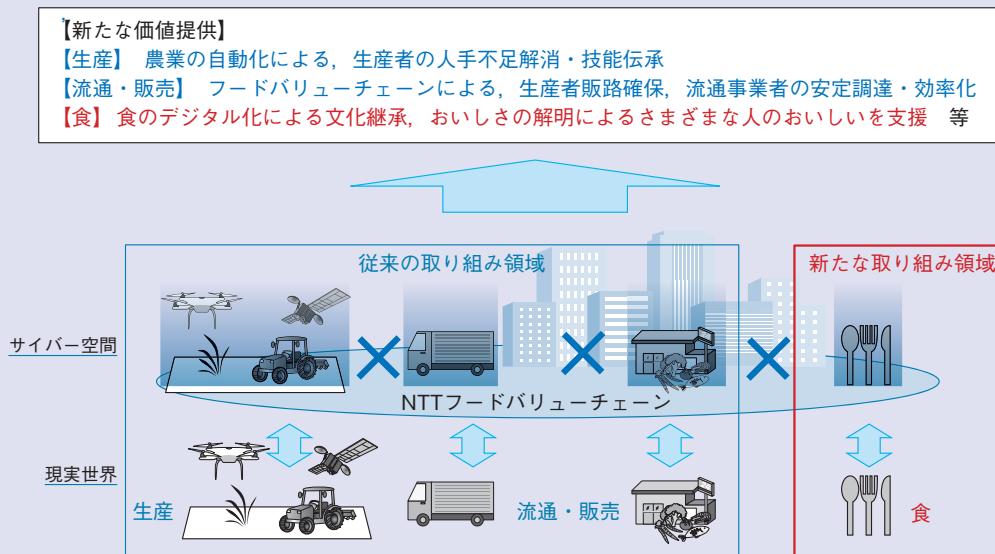 【新たな価値提供】
【生産】 農業の自動化による，生産者の人手不足解消・技能伝承
【流通・販売】 フードバリューチェーンによる，生産者販路確保，流通事業者の安定調達・効率化
【食】食のデジタル化による文化継承，おいしさの解明によるさまざまな人のおいしいを支援 等
従来の取り組み領域
新たな取り組み領域
サイバー空間
NTTフードバリューチェーン
現実世界
生産
流通・販売
食